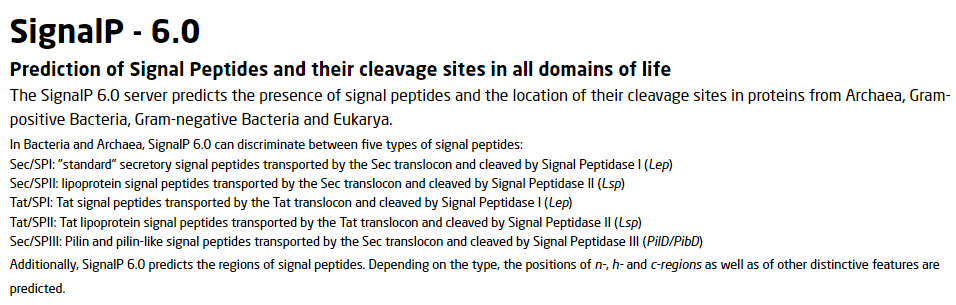 SignalP - 6.0
Prediction of Signal Peptides and their cleavage sites in all domains of life
The SignalP 6.0 server predicts the presence of signal peptides and the location of their cleavage sites in proteins from Archaea, Gram-
positive Bacteria, Gram-negative Bacteria and Eukarya.
In Bacteria and Archaea, SignalP 6.0 can discriminate between five types of signal peptides:
Sec/SPI: "standard" secretory signal peptides transported by the Sec translocon and cleaved by Signal Peptidase I (Lep)
Sec/SPII: lipoprotein signal peptides transported by the Sec translocon and cleaved by Signal Peptidase II (Lsp)
Tat/SPI: Tat signal peptides transported by the Tat translocon and cleaved by Signal Peptidase I (Lep)
Tat/SPII: Tat lipoprotein signal peptides transported by the Tat translocon and cleaved by Signal Peptidase II (Lsp)
Sec/SPIII: Pilin and pilin-like signal peptides transported by the Sec translocon and cleaved by Signal Peptidase III (PilD/PibD)
Additionally, SignalP 6.0 predicts the regions of signal peptides. Depending on the type, the positions of n-, h- and c-regions as well as of other distinctive features are
predicted.